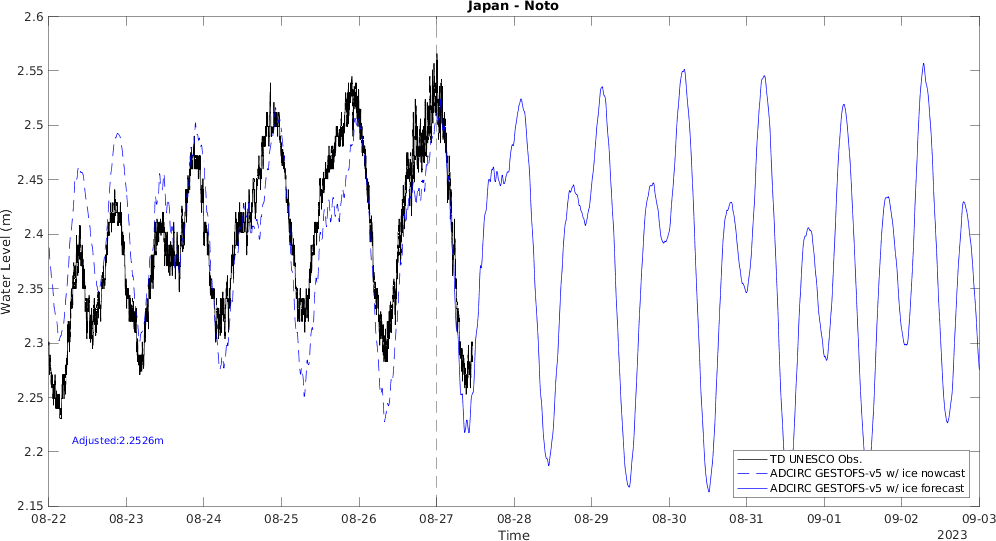 Japan - Noto
2.6
2.55
2.5
2.45
2.4
2.35
2.3
2.25
2.2
2.15
Water Level (m)
Adjusted:2.2526m
TD UNESCO Obs.
ADCIRC GESTOFS-v5 w/ ice nowcast
ADCIRC GESTOFS-v5 w/ ice forecast
08-22 08-23 08-24 08-25 08-26 08-27 08-28 08-29 08-30 08-31 09-01 09-02 09-03
Time
2023